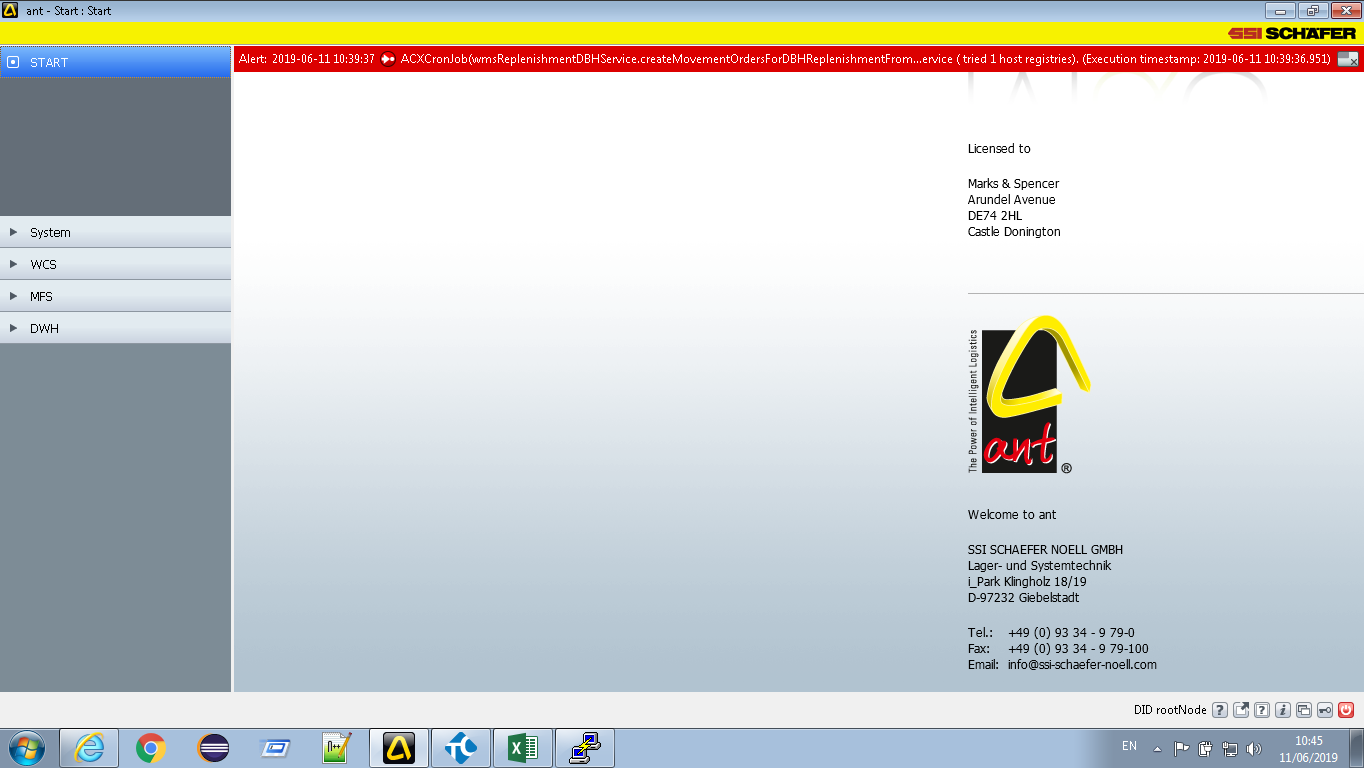 ant - Start : Start
SSI SCHÄFER
START
Alert: 2019-06-11 10:39:37 ACXCronJob(wmsReplenishmentDBHService.createMovementOrdersForDBHReplenishmentFrom...ervice ( tried 1 host registries). (Execution timestamp: 2019-06-11 10:39:36.951)
Licensed to
Marks & Spencer
Arundel Avenue
DE74 2HL
Castle Donington
System
WCS
MFS
DWH
The Power of Intelligent Logistics
ant ®
Welcome to ant
SSI SCHAEFER NOELL GMBH
Lager- und Systemtechnik
i_Park Klingholz 18/19
D-97232 Giebelstadt
Tel.: +49 (0) 93 34 - 9 79-0
Fax: +49 (0) 93 34 - 9 79-100
Email: info@ssi-schaefer-noell.com
DID rootNode
EN
10:45
11/06/2019